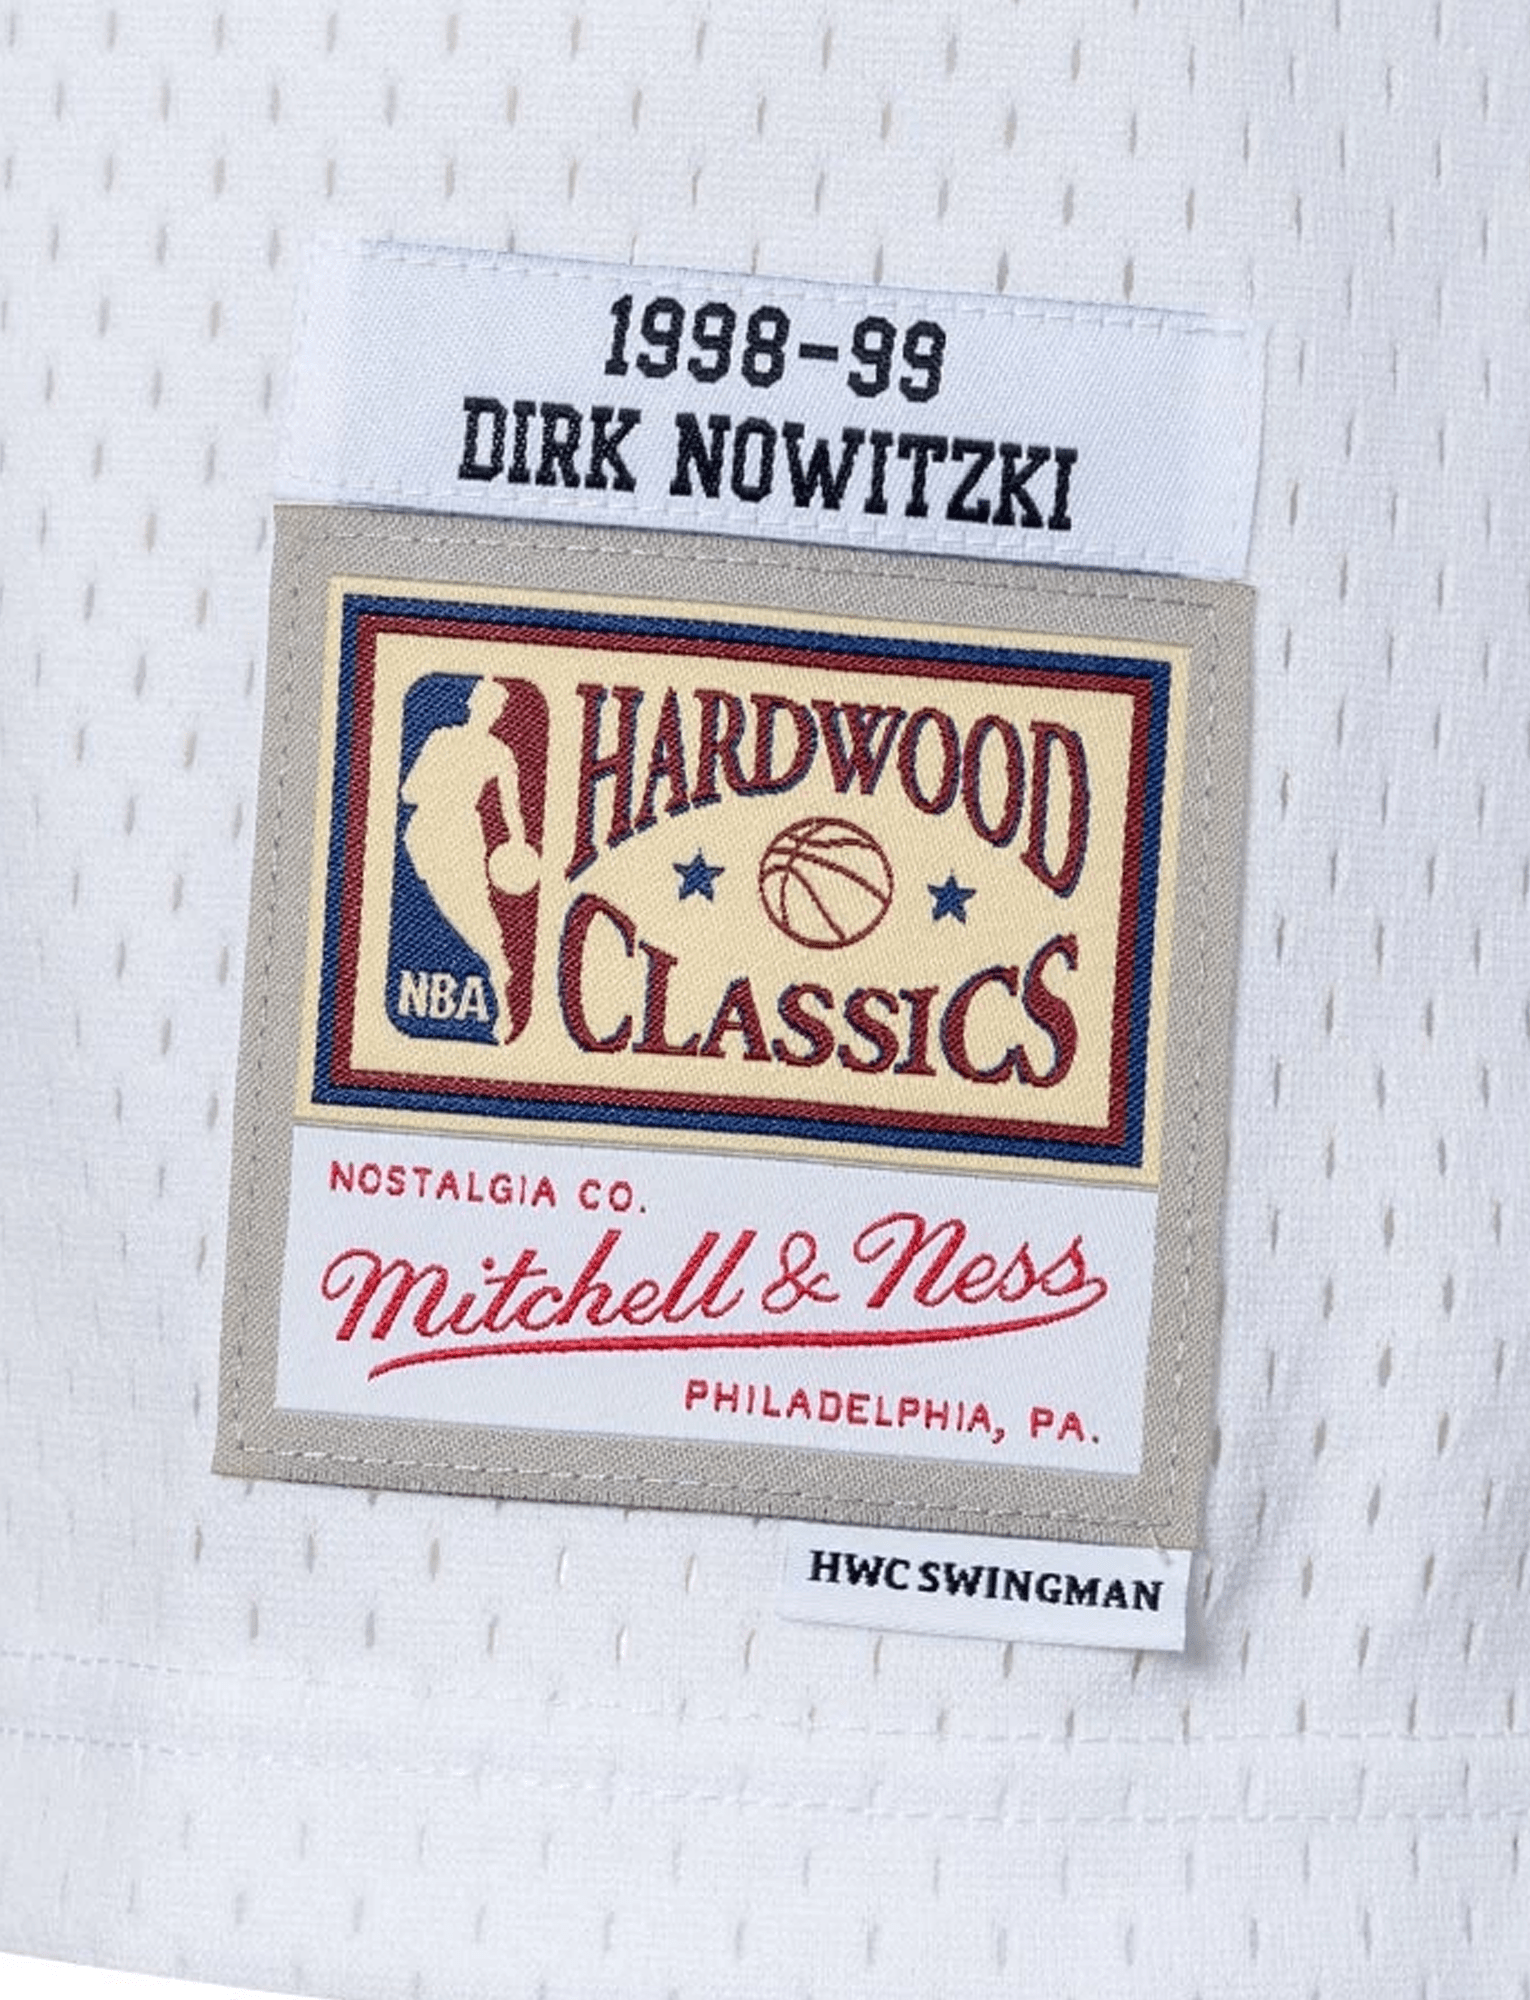 1998-99
DIRK NOWITZKI
HARDWOOD
CLASSICS
NBA
NOSTALGIA CO.
Mitchell & Ness
PHILADELPHIA, PA.
HWC SWINGMAN